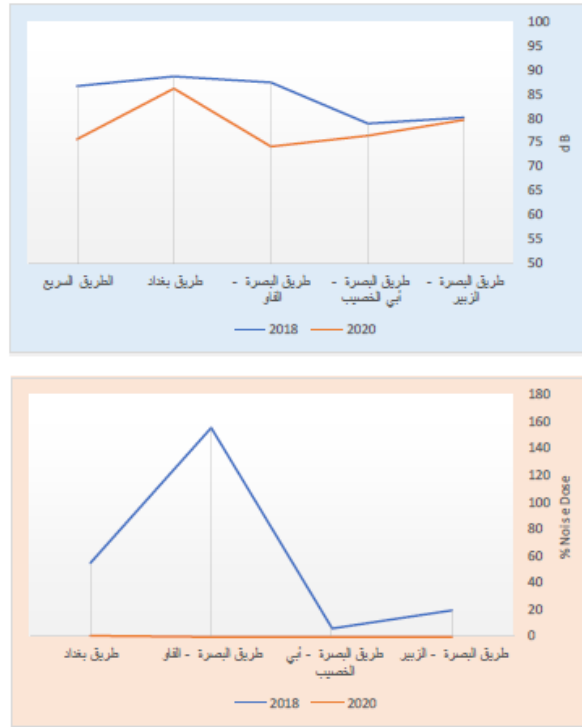 100
95
90
85
80
75
70
65
60
55
50
dB
طريق البصرة -
الزبير
طريق البصرة -
أبي الخصيب
طريق البصرة -
الفاو
طريق بغداد
الطريق السريع
2018
2020
180
160
140
120
100
80
60
40
20
0
% Noise Dose
طريق البصرة - الزبير
طريق البصرة - أبي
الخصيب
طريق البصرة - الفاو
طريق بغداد
2018
2020